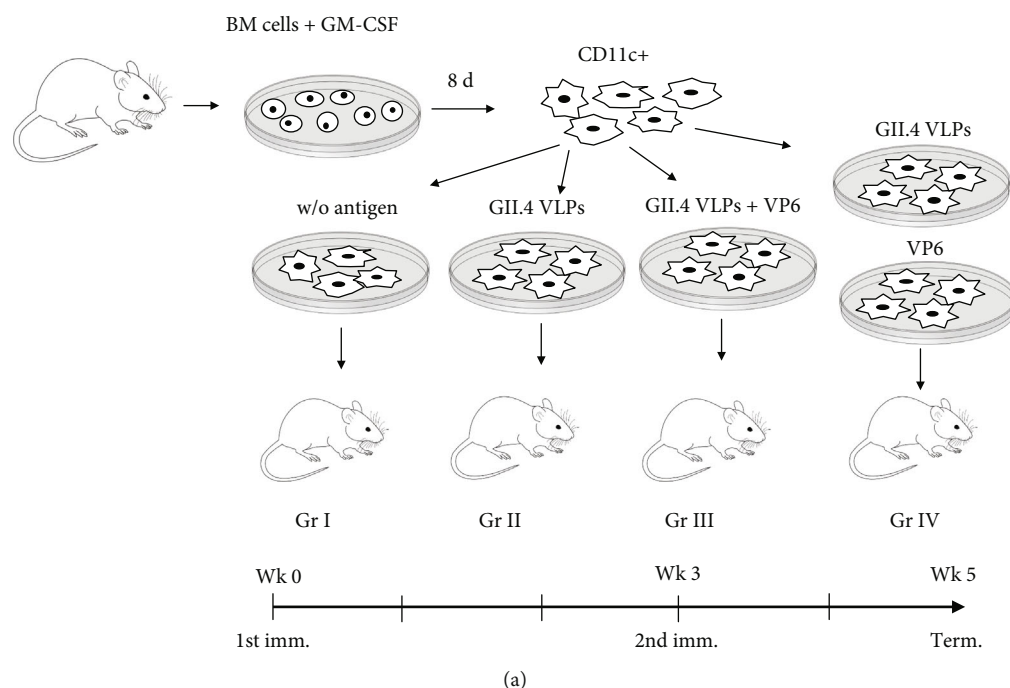 BM cells + GM-CSF
8 d
CD11c+
w/o antigen
GII.4 VLPs
GII.4 VLPs + VP6
GII.4 VLPs
VP6
Gr I
Gr II
Gr III
Gr IV
Wk 0
Wk 3
Wk 5
1st imm.
2nd imm.
Term.
(a)